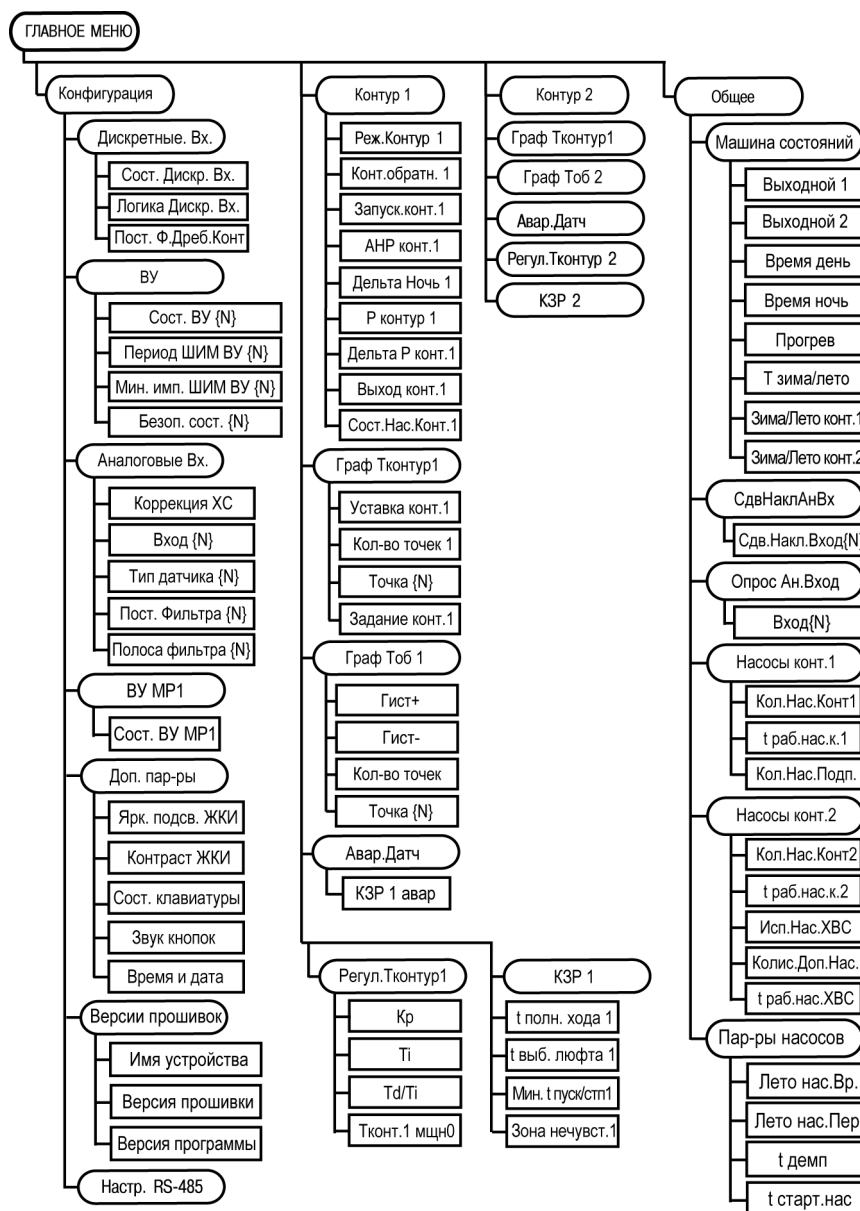 ГЛАВНОЕ МЕНЮ
Конфигурация
Дискретные. Вх.
Сост. Дискр. Вх.
Логика Дискр. Вх.
Пост. Ф.Дреб.Конт
ВУ
Сост. ВУ {N}
Период ШИМ ВУ {N}
Мин. имп. ШИМ ВУ {N}
Безоп. сост. {N}
Аналоговые Вх.
Коррекция ХС
Вход {N}
Тип датчика {N}
Пост. Фильтра {N}
Полоса фильтра {N}
ВУ МР1
Сост. ВУ МР1
Доп. пар-ры
Ярк. подсв. ЖКИ
Контраст ЖКИ
Сост. клавиатуры
Звук кнопок
Время и дата
Версии прошивок
Имя устройства
Версия прошивки
Версия программы
Настр. RS-485
Контур 1
Реж.Контур 1
Конт.обратн. 1
Запуск.конт.1
АНР конт.1
Дельта Ночь 1
Р контур 1
Дельта Р конт.1
Выход конт.1
Сост.Нас.Конт.1
Граф Тконтур1
Уставка конт.1
Кол-во точек 1
Точка {N}
Задание конт.1
Граф Тоб 1
Гист+
Гист-
Кол-во точек
Точка {N}
Авар.Датч
КЗР 1 авар
Регул.Тконтур1
Kp
Ti
Td/Ti
Тконт.1 мщн0
КЗР 1
t полн. хода 1
t выб. люфта 1
Мин. t пуск/стп1
Зона нечувст.1
Контур 2
Граф Тконтур1
Граф Тоб 2
Авар.Датч
Регул.Тконтур 2
КЗР 2
Общее
Машина состояний
Выходной 1
Выходной 2
Время день
Время ночь
Прогрев
Т зима/лето
Зима/Лето конт.1
Зима/Лето конт.2
СдвНаклАнВх
Сдв.Накл.Вход{N}
Опрос Ан.Вход
Вход{N}
Насосы конт.1
Кол.Нас.Конт1
t раб.нас.к.1
Кол.Нас.Подп.
Насосы конт.2
Кол.Нас.Конт2
t раб.нас.к.2
Исп.Нас.ХВС
Колис.Доп.Нас.
t раб.нас.ХВС
Пар-ры насосов
Лето нас.Вр.
Лето нас.Пер
t демп
t старт.нас